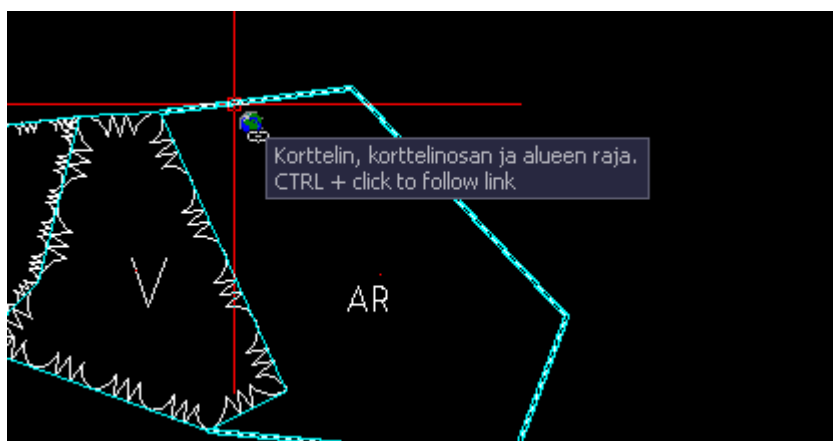 Korttelin, korttelinosan ja alueen raja.
CTRL + click to follow link
V
AR